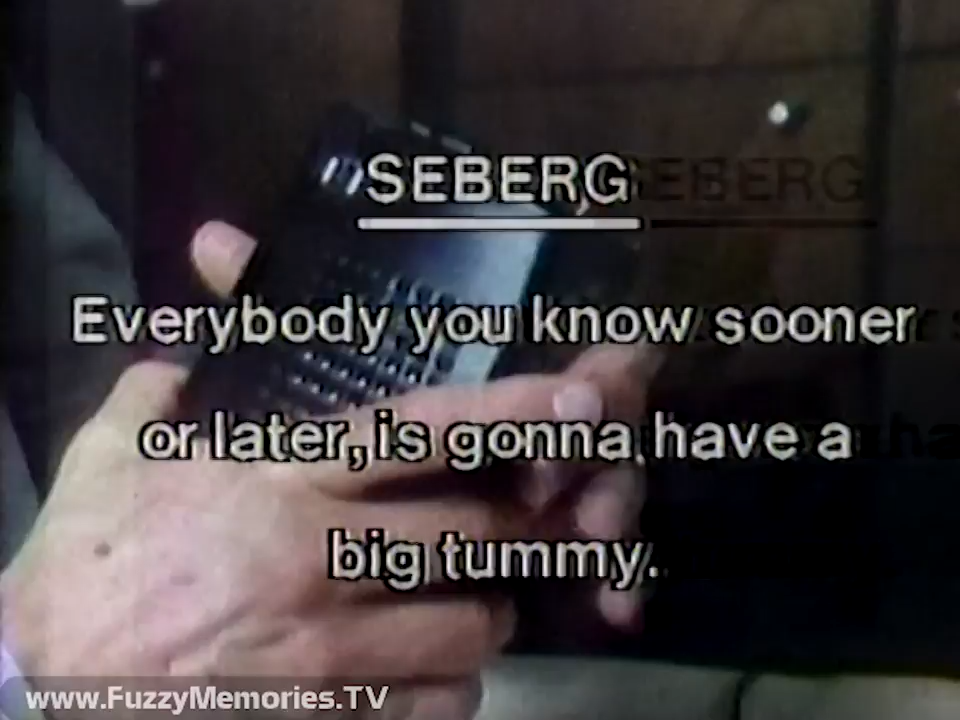 SEBERG
Everybody you know sooner
or later, is gonna have a
big tummy.
www.FuzzyMemories.TV